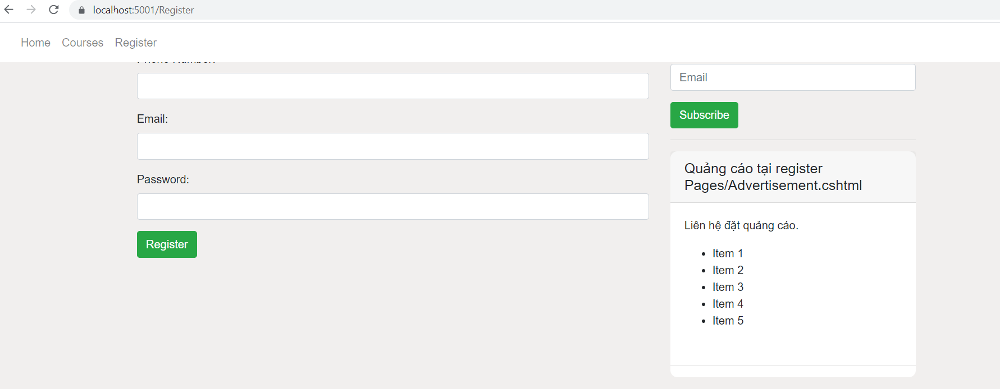 localhost:5001/Register
Home Courses Register
Email:
Password:
Register
Email
Subscribe
Quảng cáo tại register
Pages/Advertisement.cshtml
Liên hệ đặt quảng cáo.
Item 1
Item 2
Item 3
Item 4
Item 5